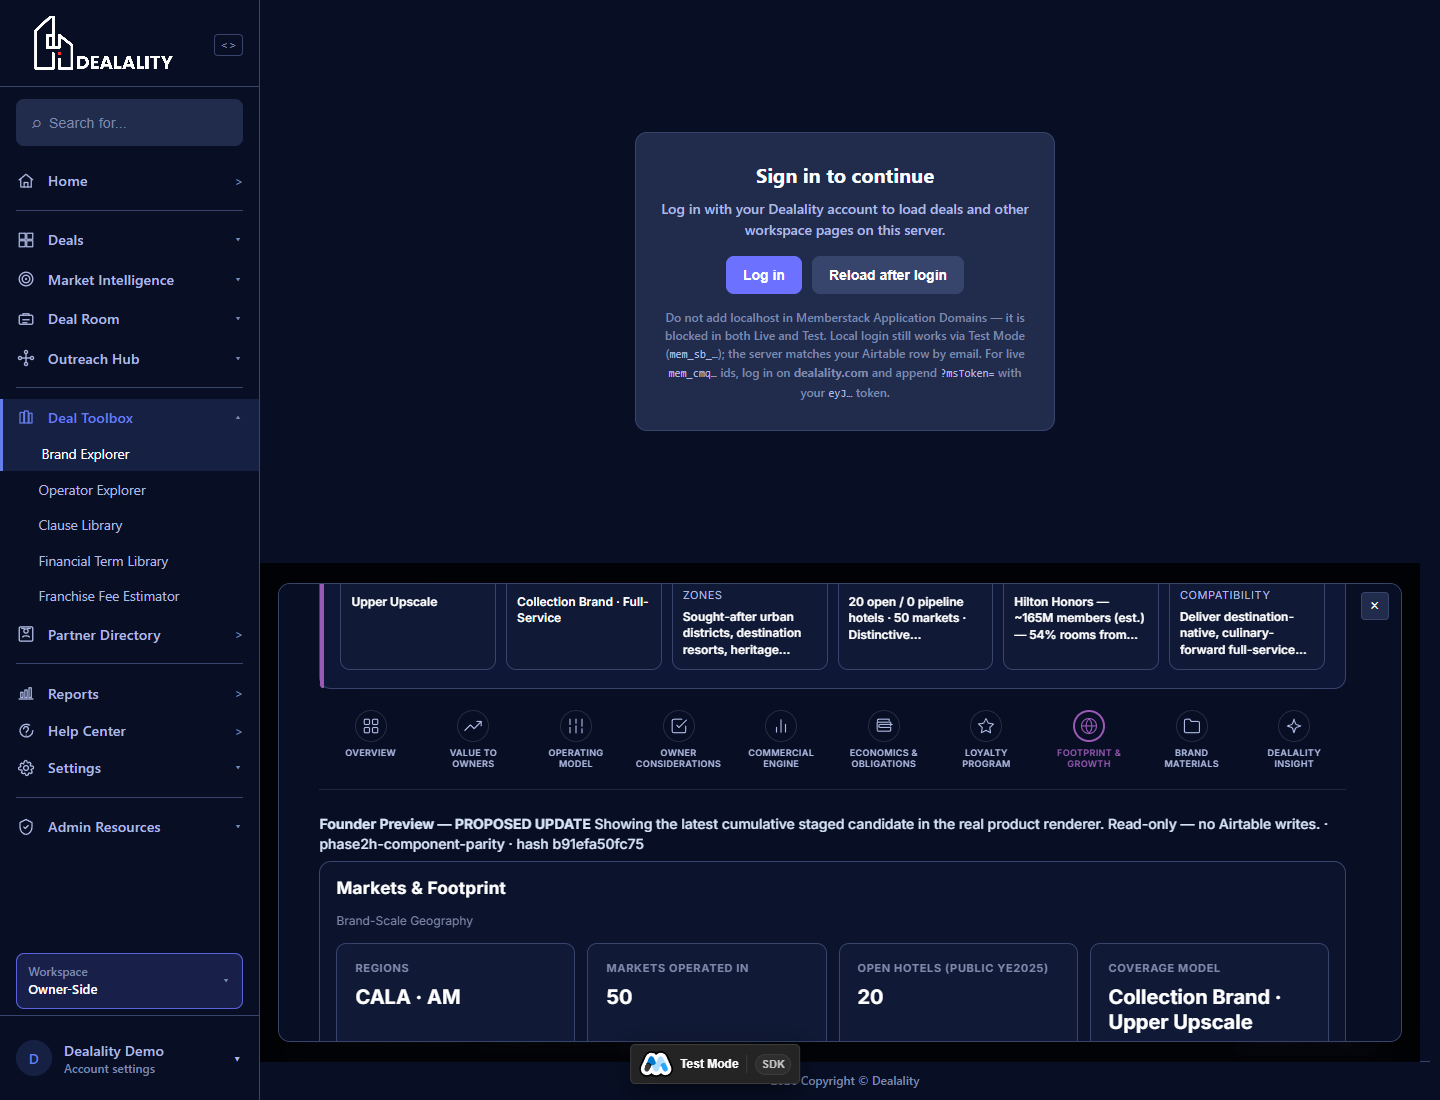 DEALALITY
<>
Search for...
Home
Deals
Market Intelligence
Deal Room
Outreach Hub
Deal Toolbox
Brand Explorer
Operator Explorer
Clause Library
Financial Term Library
Franchise Fee Estimator
Partner Directory
Reports
Help Center
Settings
Admin Resources
Workspace
Owner-Side
D
Dealality Demo
Account settings
Sign in to continue
Log in with your Dealality account to load deals and other
workspace pages on this server.
Log in
Reload after login
Do not add localhost in Memberstack Application Domains — it is
blocked in both Live and Test. Local login still works via Test Mode
(mem_sb_…); the server matches your Airtable row by email. For live
mem_cmq… ids, log in on dealality.com and append ?msToken= with
your eyJ… token.
×
Upper Upscale
Collection Brand · Full-
Service
ZONES
Sought-after urban
districts, destination
resorts, heritage...
20 open / 0 pipeline
hotels · 50 markets ·
Distinctive...
Hilton Honors —
~165M members (est.)
— 54% rooms from...
COMPATIBILITY
Deliver destination-
native, culinary-
forward full-service...
OVERVIEW
VALUE TO
OWNERS
OPERATING
MODEL
OWNER
CONSIDERATIONS
COMMERCIAL
ENGINE
ECONOMICS &
OBLIGATIONS
LOYALTY
PROGRAM
FOOTPRINT &
GROWTH
BRAND
MATERIALS
DEALALITY
INSIGHT
Founder Preview — PROPOSED UPDATE Showing the latest cumulative staged candidate in the real product renderer. Read-only — no Airtable writes. ·
phase2h-component-parity · hash b91efa50fc75
Markets & Footprint
Brand-Scale Geography
REGIONS
CALA · AM
MARKETS OPERATED IN
50
OPEN HOTELS (PUBLIC YE2025)
20
COVERAGE MODEL
Collection Brand ·
Upper Upscale
Test Mode
SDK
Copyright © Dealality